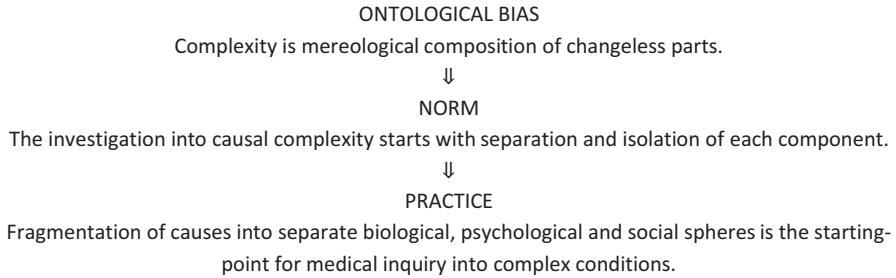 ONTOLOGICAL BIAS
Complexity is mereological composition of changeless parts.
⇓
NORM
The investigation into causal complexity starts with separation and isolation of each component.
⇓
PRACTICE
Fragmentation of causes into separate biological, psychological and social spheres is the starting-
point for medical inquiry into complex conditions.